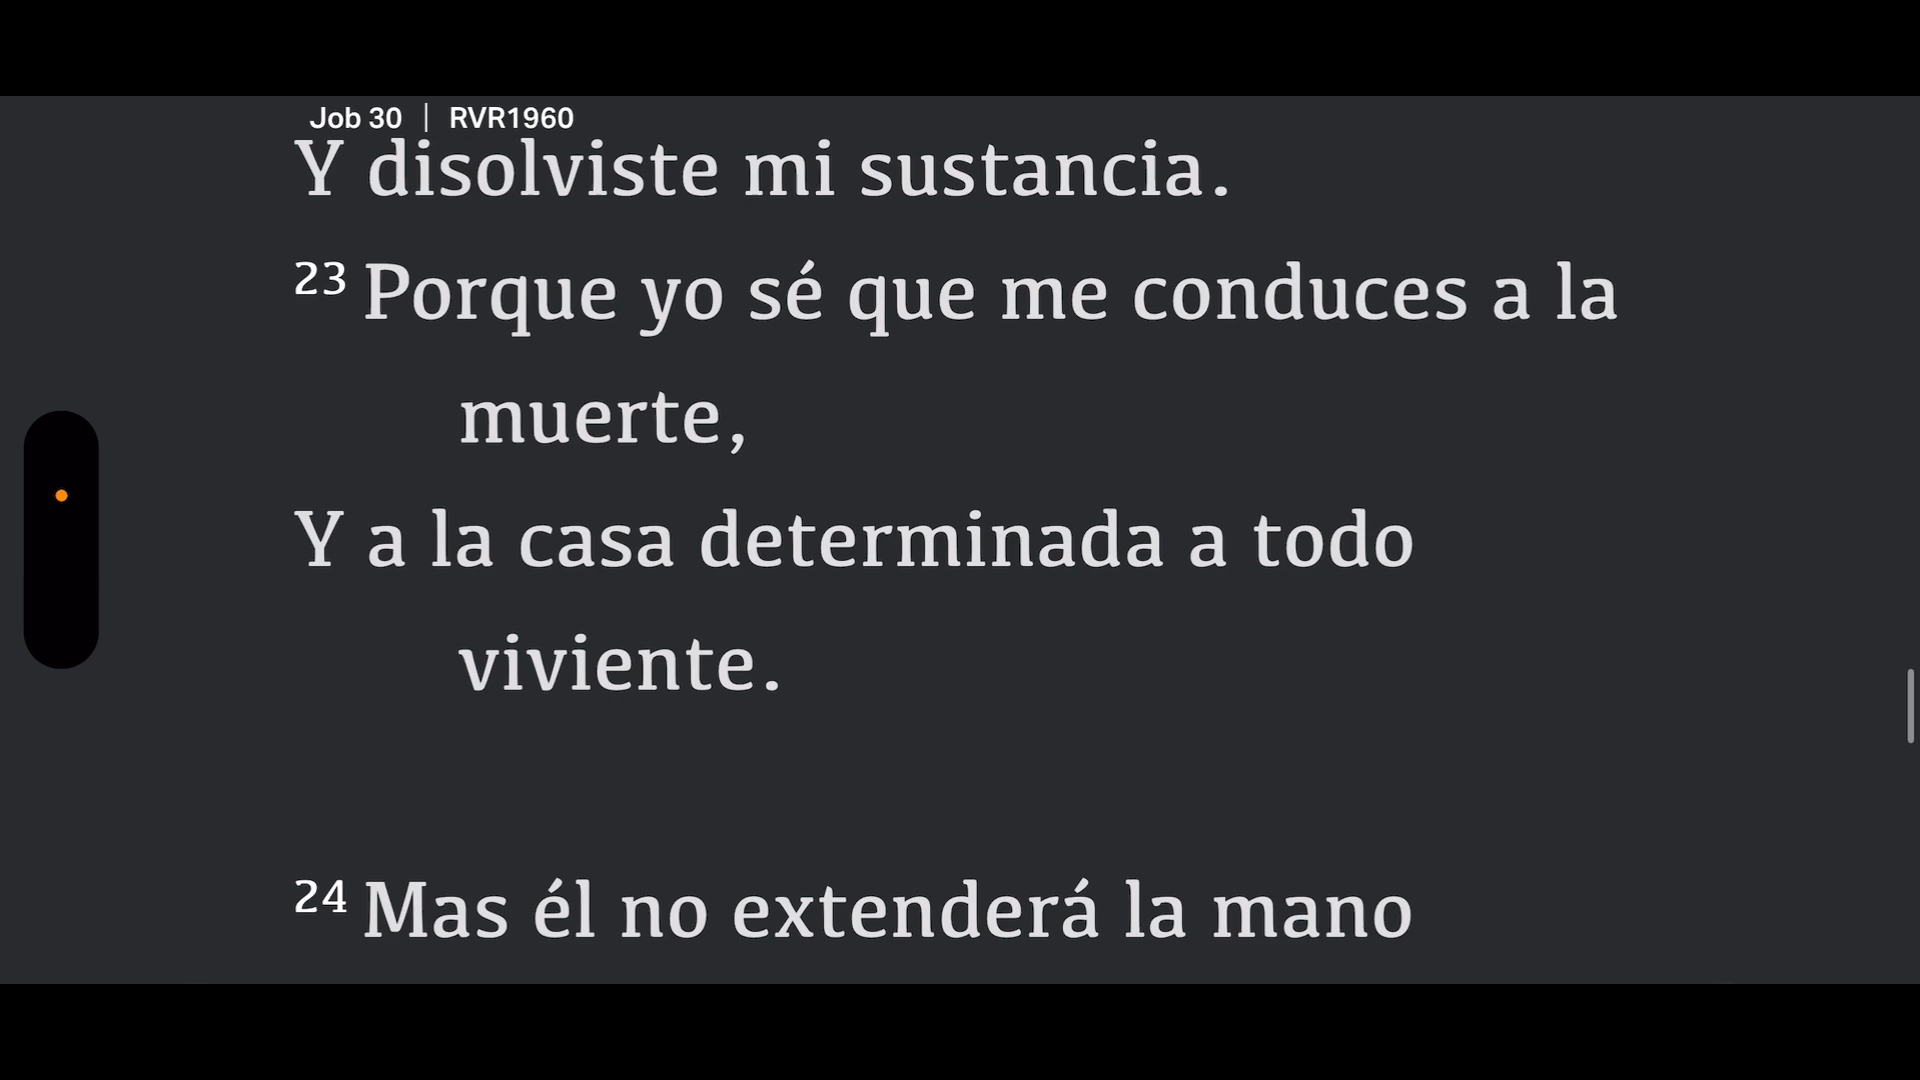 Job 30 | RVR1960
Y disolviste mi sustancia.
23 Porque yo sé que me conduces a la
muerte,
Y a la casa determinada a todo
viviente.
24 Mas él no extenderá la mano